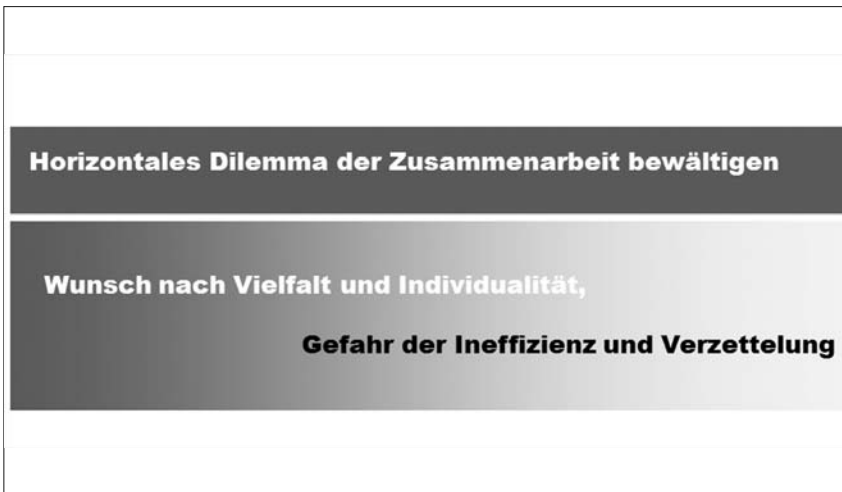 Horizontales Dilemma der Zusammenarbeit bewältigen
Wunsch nach Vielfalt und Individualität,
Gefahr der Ineffizienz und Verzettelung